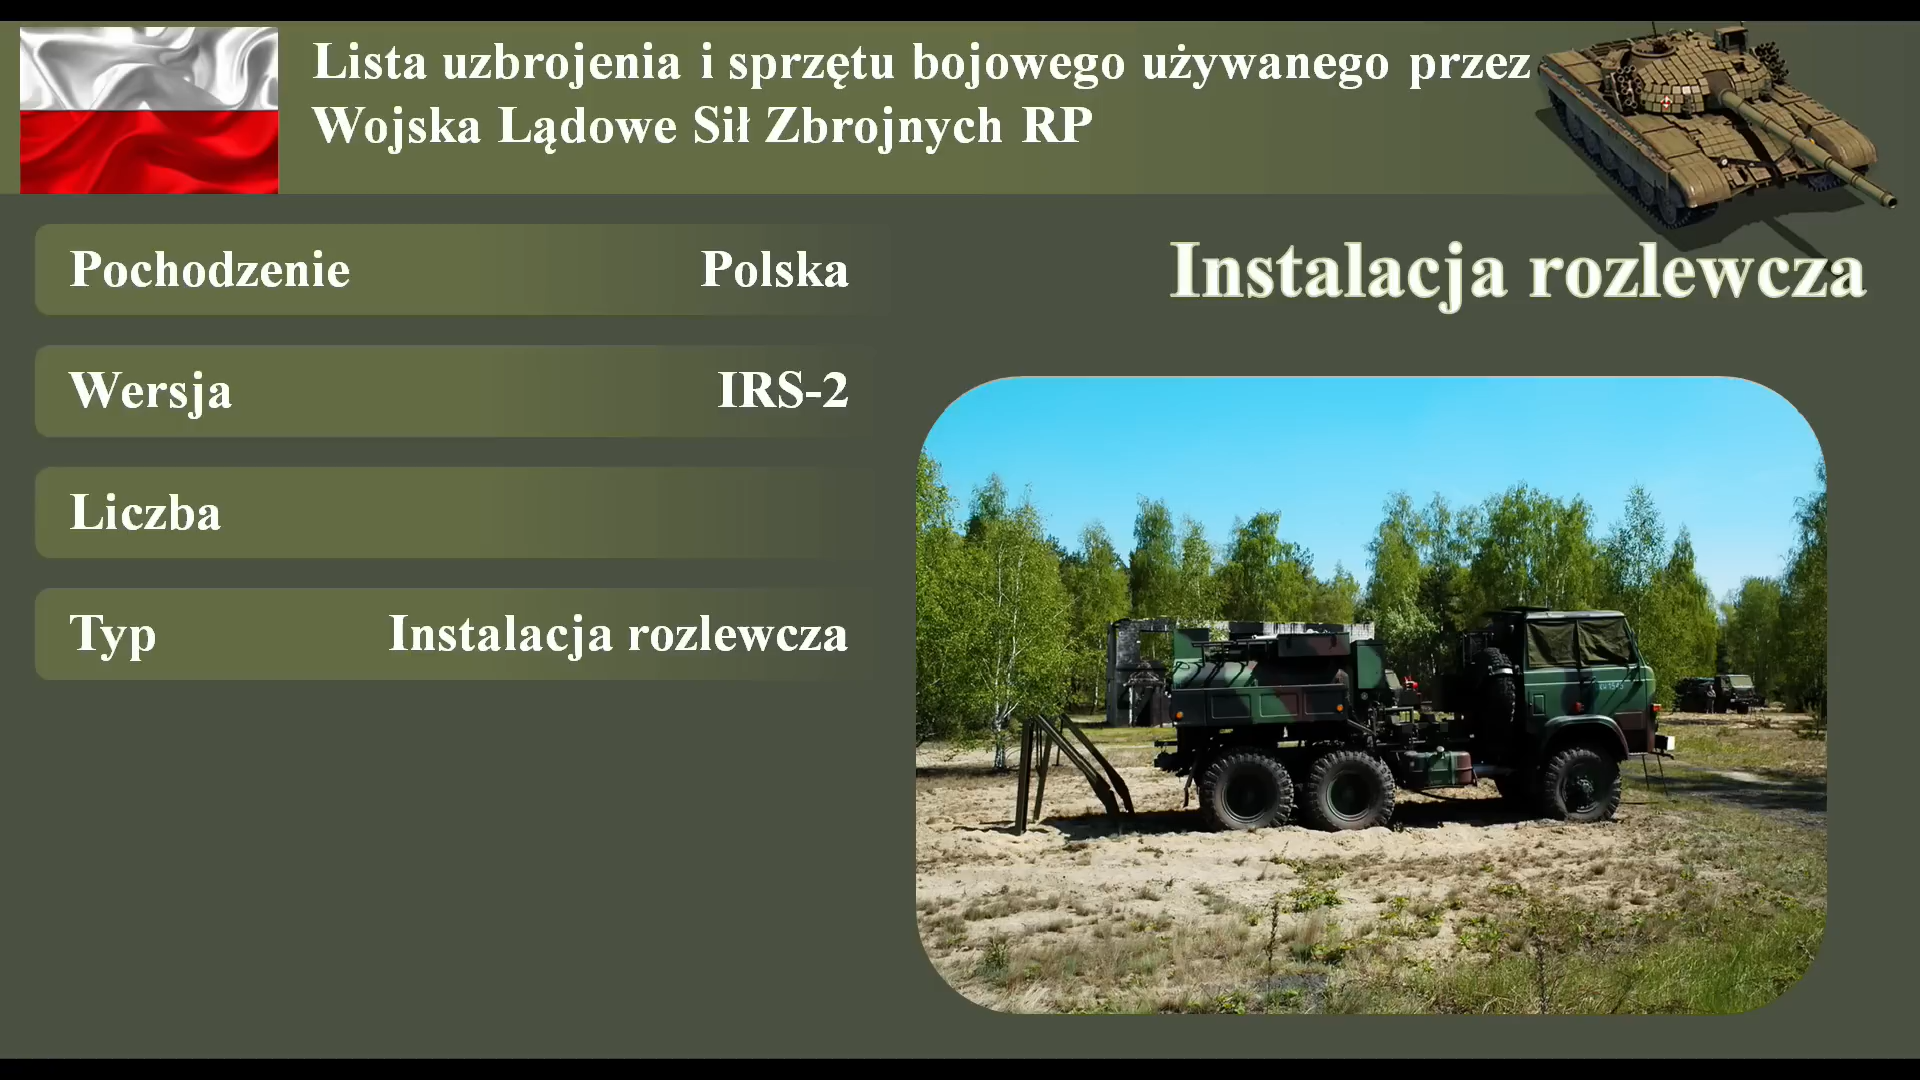 Lista uzbrojenia i sprzętu bojowego używanego przez
Wojska Lądowe Sił Zbrojnych RP
Instalacja rozlewcza
Pochodzenie Polska
Wersja IRS-2
Liczba
Typ Instalacja rozlewcza